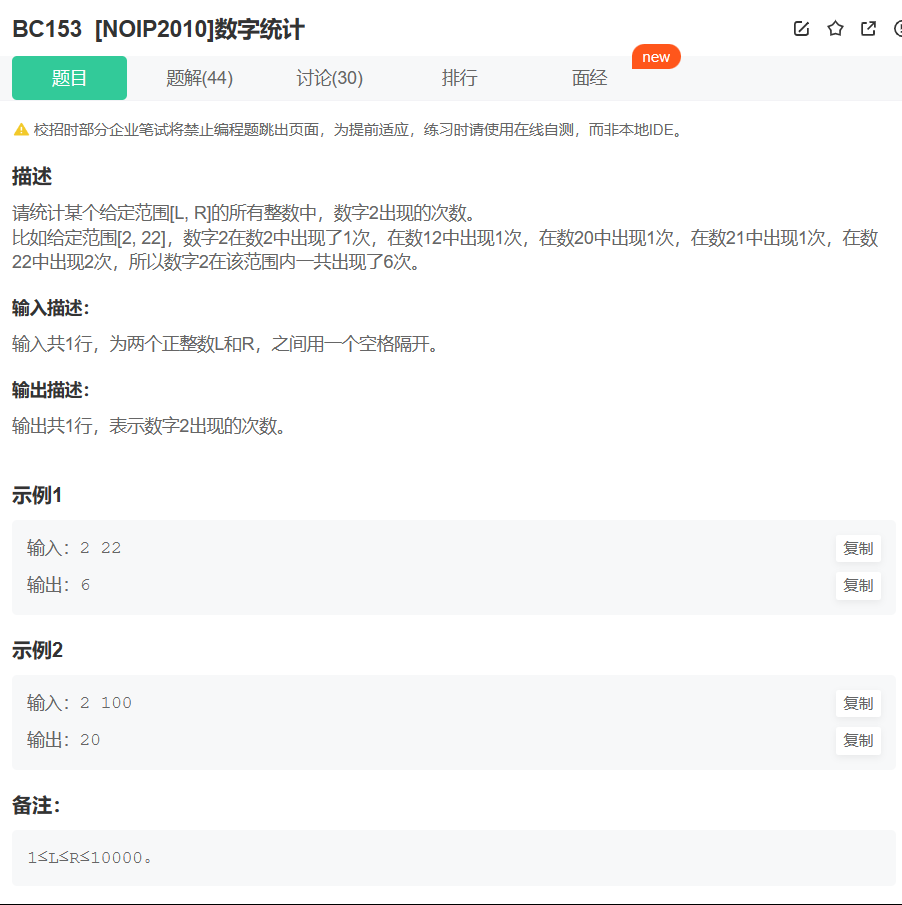 BC153 [NOIP2010]数字统计
new
题目 题解(44) 讨论(30) 排行 面经
校招时部分企业笔试将禁止编程题跳出页面，为提前适应，练习时请使用在线自测，而非本地IDE。
描述
请统计某个给定范围[L, R]的所有整数中，数字2出现的次数。
比如给定范围[2, 22]，数字2在数2中出现了1次，在数12中出现1次，在数20中出现1次，在数21中出现1次，在数
22中出现2次，所以数字2在该范围内一共出现了6次。
输入描述：
输入共1行，为两个正整数L和R，之间用一个空格隔开。
输出描述：
输出共1行，表示数字2出现的次数。
示例1
输入：2 22 复制
输出：6 复制
示例2
输入：2 100 复制
输出：20 复制
备注：
1≤L≤R≤10000。